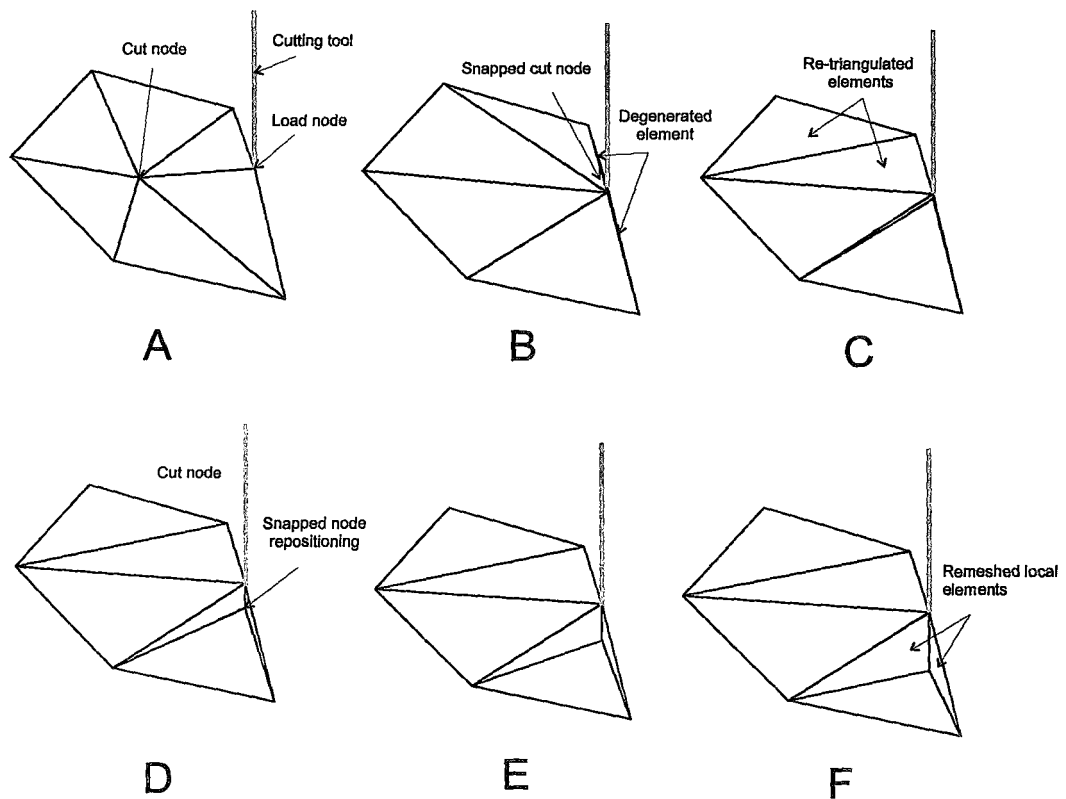 Cut node
Cutting tool
Load node
Snapped cut node
Degenerated
element
Re-triangulated
elements
A
B
C
Cut node
Snapped node
repositioning
Remeshed local
elements
D
E
F